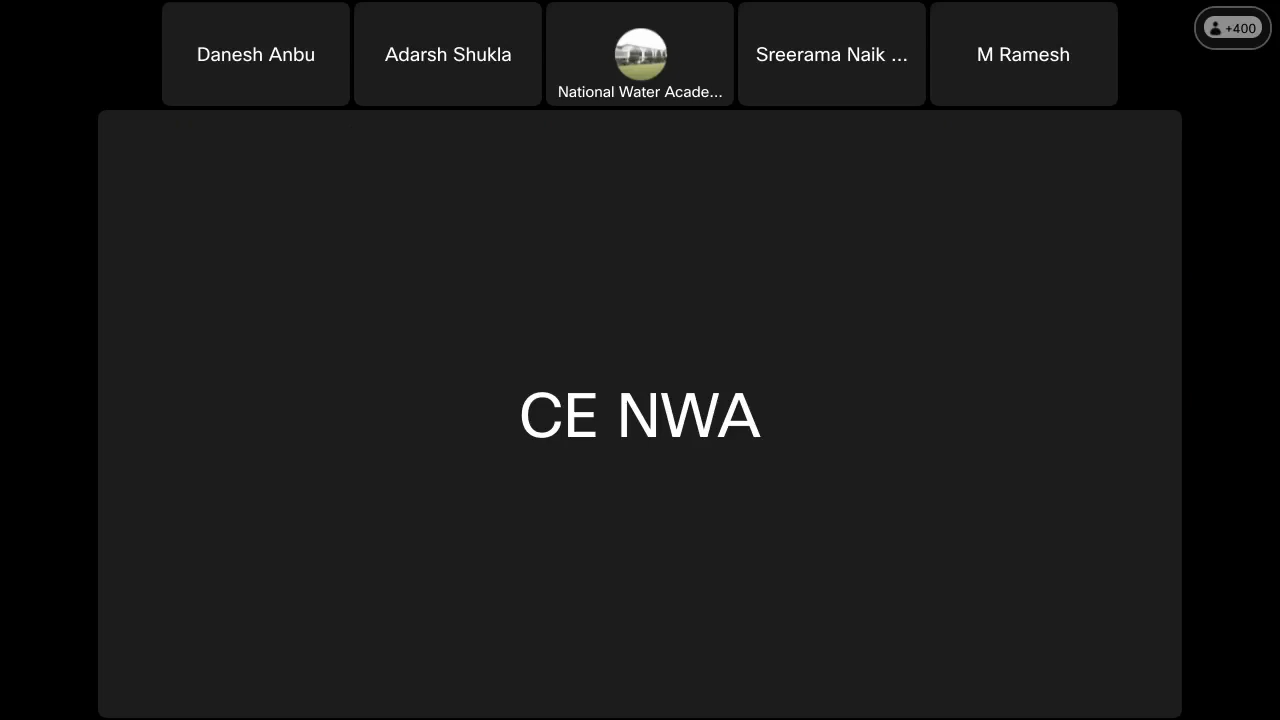 Danesh Anbu
Adarsh Shukla
National Water Acade...
Sreerama Naik ...
M Ramesh
+400
CE NWA